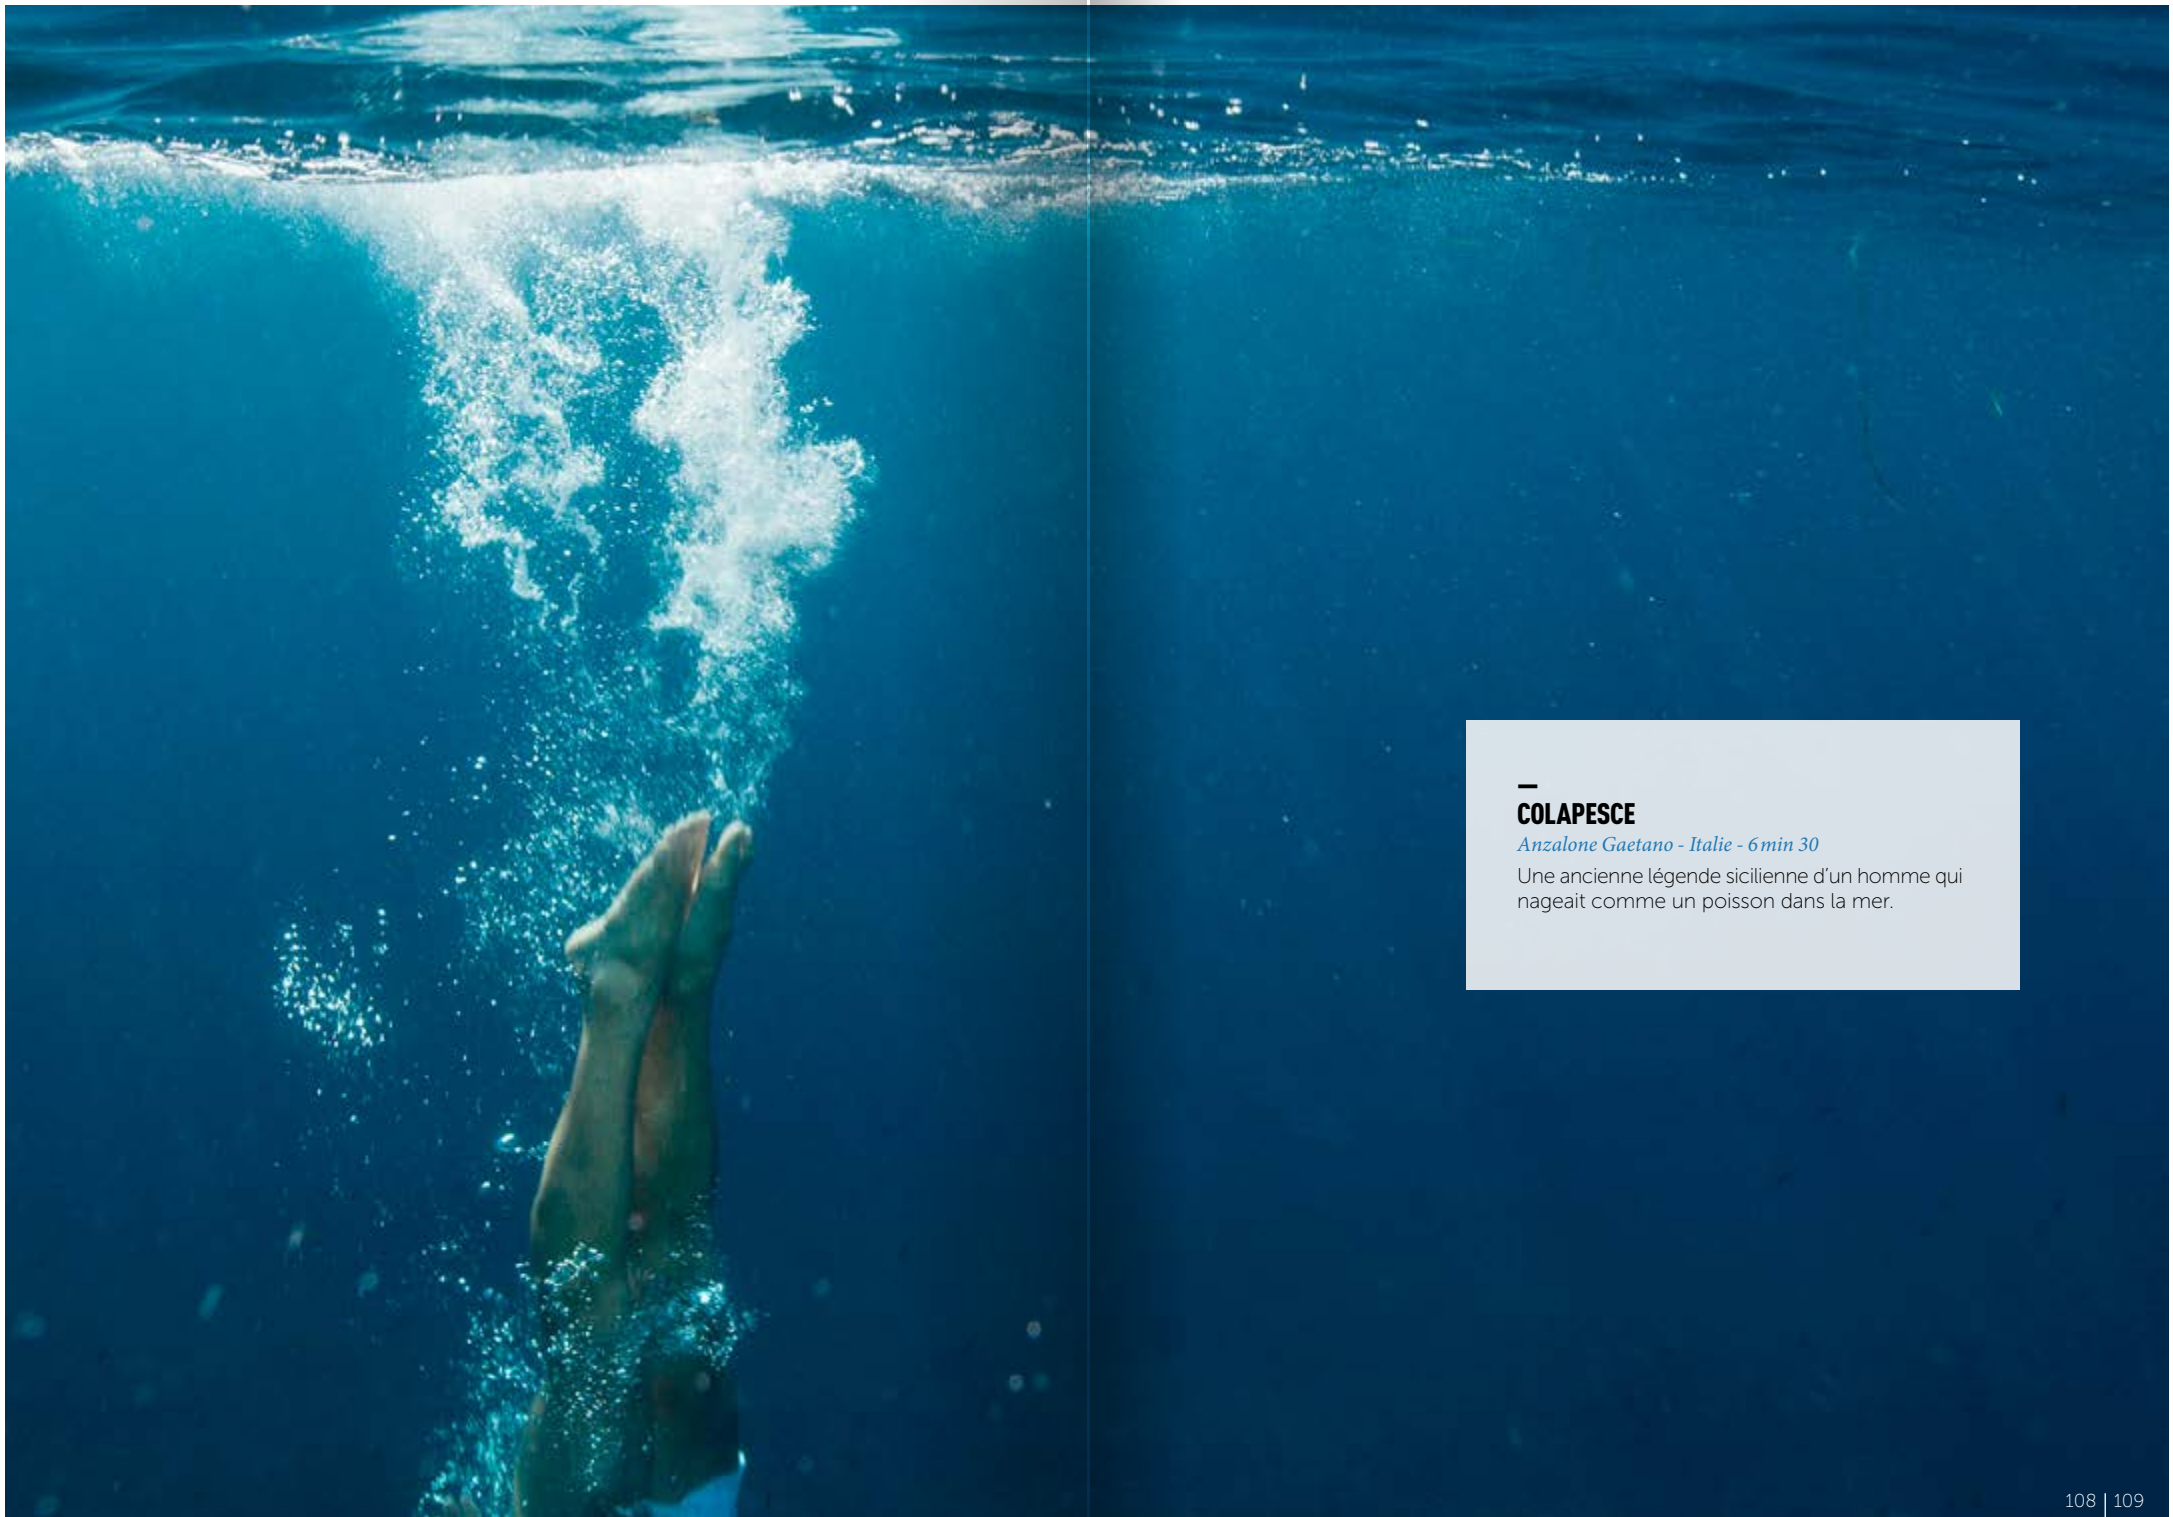 COLAPESCE
Anzalone Gaetano - Italie - 6 min 30
Une ancienne légende sicilienne d'un homme qui
nageait comme un poisson dans la mer.
108 | 109